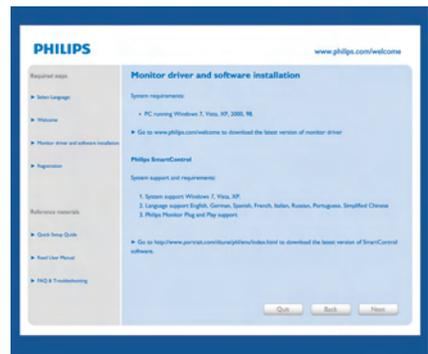 PHILIPS
www.philips.com/welcome
Required steps
Select Language
Welcome
Monitor driver and software installation
Registration
Reference materials
Quick Setup Guide
Read User Manual
FAQ & Troubleshooting
Monitor driver and software installation
System requirements:
• PC running Windows 7, Vista, XP, 2000, 98,
Go to www.philips.com/welcome to download the latest version of monitor driver
Philips SmartControl
System support and requirements:
1. System support Windows 7, Vista, XP.
2. Language support English, German, Spanish, French, Italian, Russian, Portuguese, Simplified Chinese
3. Philips Monitor Plug and Play support
Go to http://www.portrait.com/dtune/phl/enu/index.html to download the latest version of SmartControl
software.
Quit Back Next